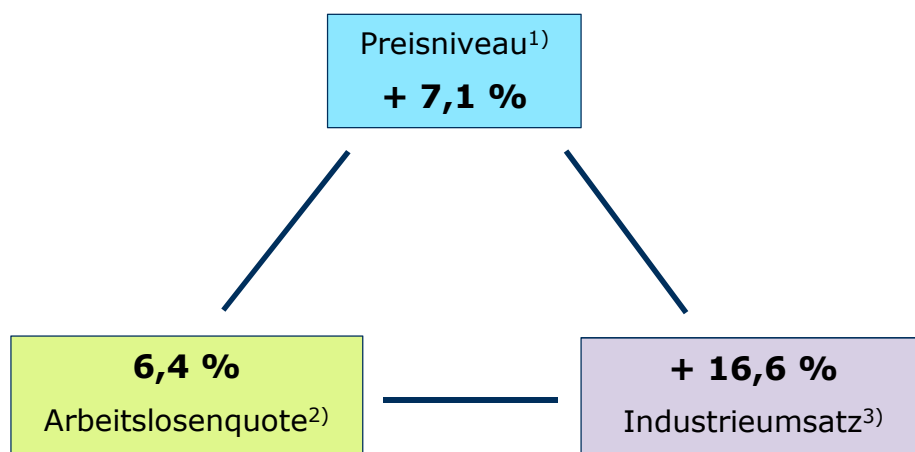 Preisniveau¹⁾
+ 7,1 %
6,4 %
Arbeitslosenquote²⁾
+ 16,6 %
Industrieumsatz³⁾